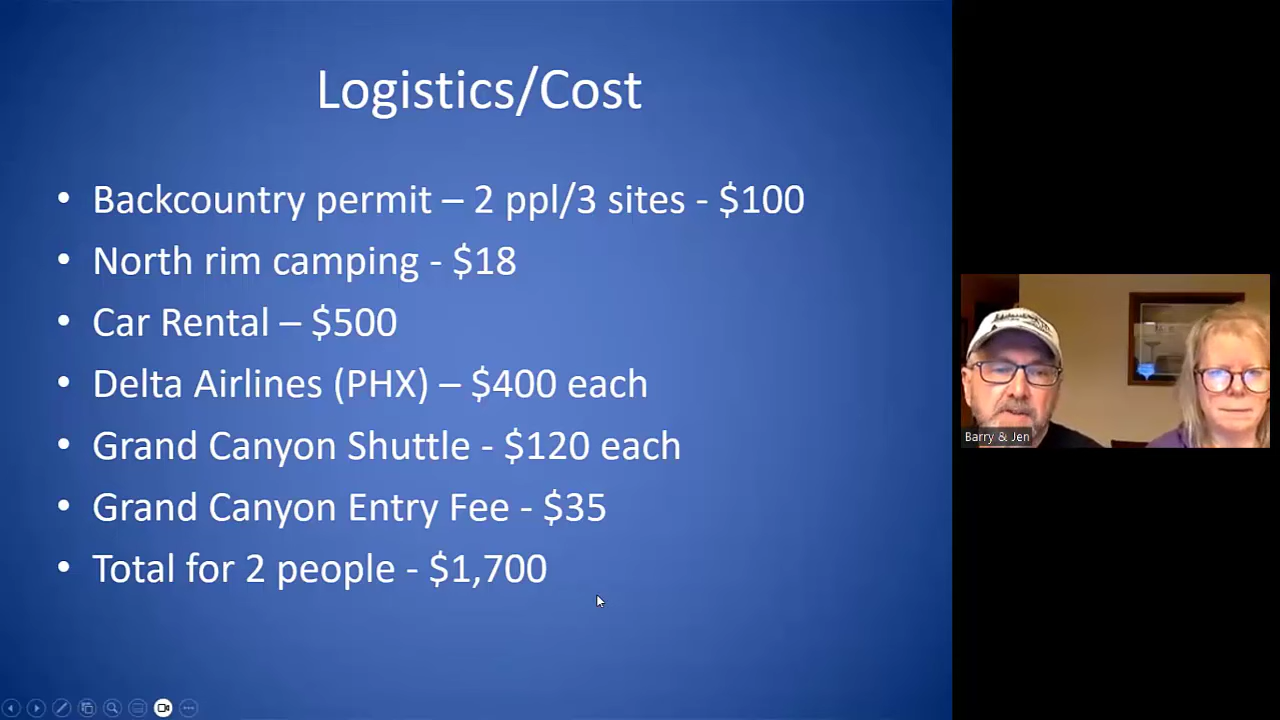 Logistics/Cost
• Backcountry permit – 2 ppl/3 sites - $100
• North rim camping - $18
• Car Rental – $500
• Delta Airlines (PHX) – $400 each
• Grand Canyon Shuttle - $120 each
• Grand Canyon Entry Fee - $35
• Total for 2 people - $1,700
Barry & Jen